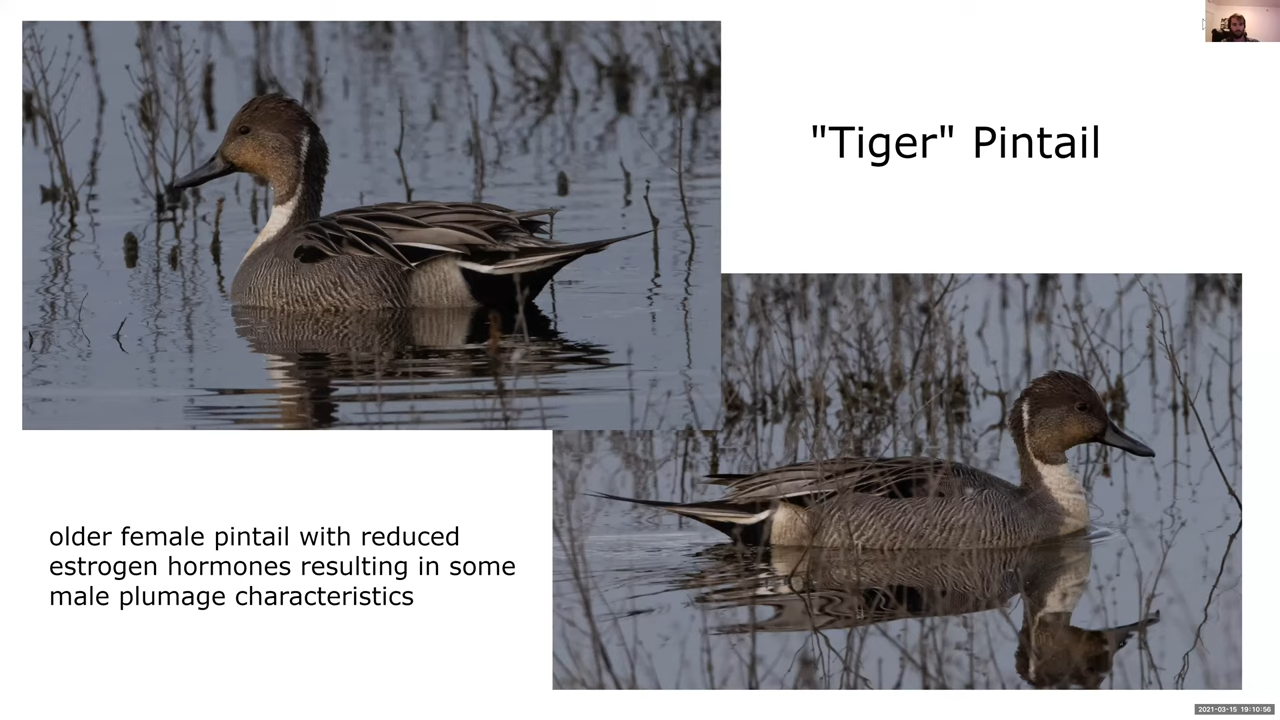 "Tiger" Pintail
older female pintail with reduced
estrogen hormones resulting in some
male plumage characteristics
2021-03-15 19:10:56